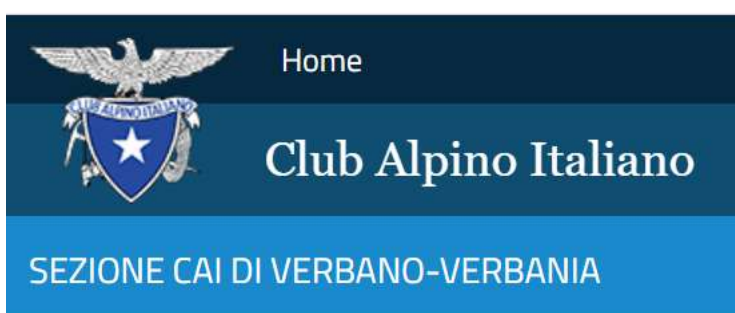 Home
CLUB ALPINO ITALIANO
Club Alpino Italiano
SEZIONE CAI DI VERBANO-VERBANIA